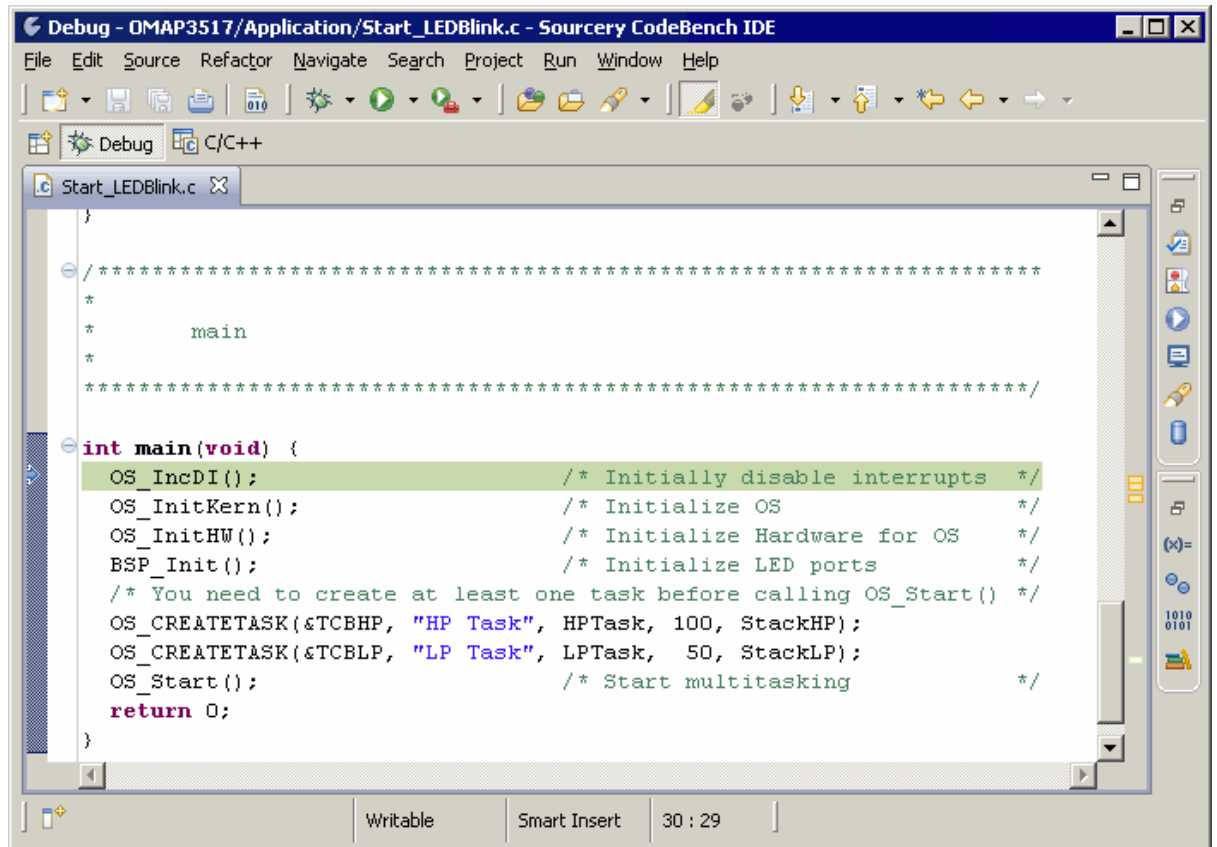 Debug - OMAP3517/Application/Start_LEDBlink.c - Sourcery CodeBench IDE
File Edit Source Refactor Navigate Search Project Run Window Help
010
Debug C/C++
.c Start_LEDBlink.c
}
/*********************************************************************
*
*       main
*
*********************************************************************/
int main(void) {
  OS_IncDI();                      /* Initially disable interrupts  */
  OS_InitKern();                   /* Initialize OS                 */
  OS_InitHW();                     /* Initialize Hardware for OS    */
  BSP_Init();                      /* Initialize LED ports          */
  /* You need to create at least one task before calling OS_Start() */
  OS_CREATETASK(&TCBHP, "HP Task", HPTask, 100, StackHP);
  OS_CREATETASK(&TCBLP, "LP Task", LPTask,  50, StackLP);
  OS_Start();                      /* Start multitasking            */
  return 0;
}
(x)=
1010
0101
Writable Smart Insert 30 : 29